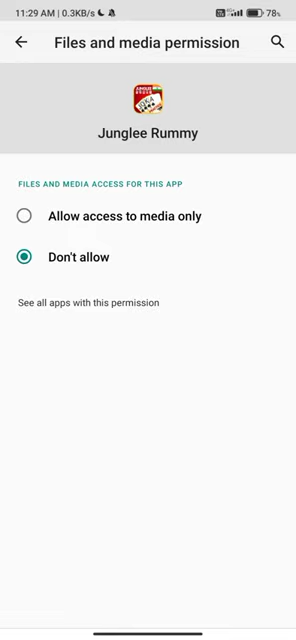 11:29 AM | 0.3KB/s
78%
Files and media permission
Junglee Rummy
FILES AND MEDIA ACCESS FOR THIS APP
Allow access to media only
Don't allow
See all apps with this permission